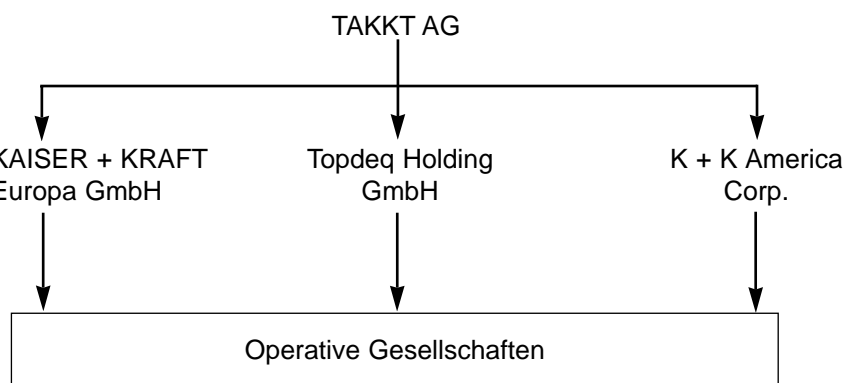 TAKKT AG
KAISER + KRAFT
Europa GmbH
Topdeq Holding
GmbH
K + K America
Corp.
Operative Gesellschaften